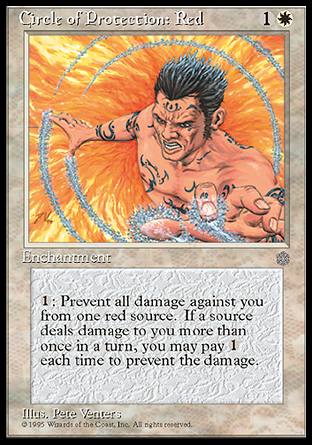 Circle of Protection: Red 1
Enchantment
1: Prevent all damage against you
from one red source. If a source
deals damage to you more than
once in a turn, you may pay 1
each time to prevent the damage.
Illus. Pete Venters
© 1995 Wizards of the Coast, Inc. All rights reserved.